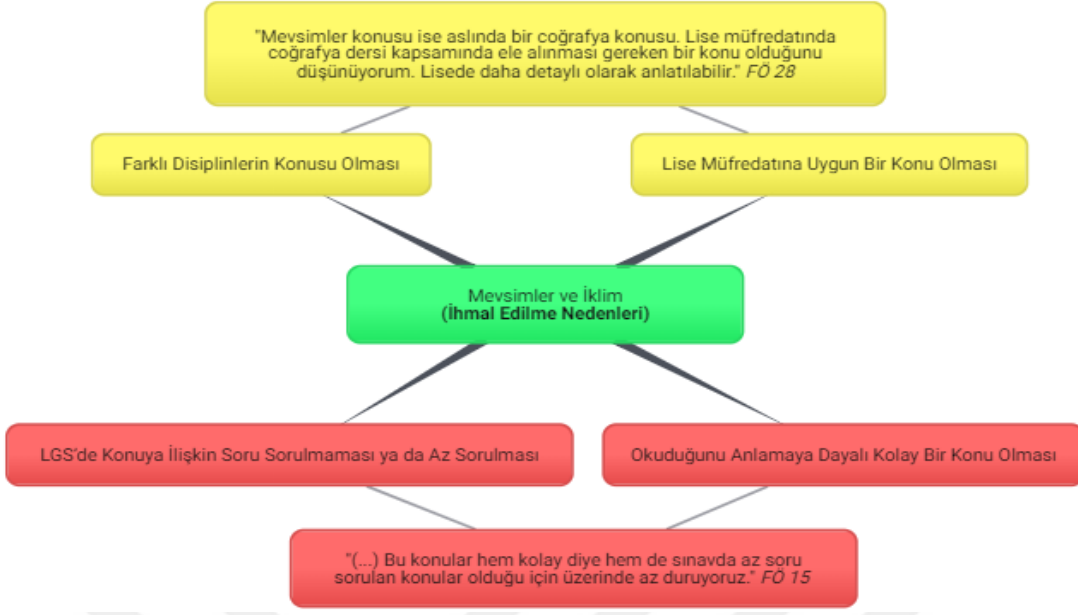 "Mevsimler konusu ise aslında bir coğrafya konusu. Lise müfredatında
coğrafya dersi kapsamında ele alınması gereken bir konu olduğunu
düşünüyorum. Lisede daha detaylı olarak anlatılabilir." FÖ 28
Farklı Disiplinlerin Konusu Olması
Lise Müfredatına Uygun Bir Konu Olması
Mevsimler ve İklim
(İhmal Edilme Nedenleri)
LGS'de Konuya İlişkin Soru Sorulmaması ya da Az Sorulması
Okuduğunu Anlamaya Dayalı Kolay Bir Konu Olması
"(...) Bu konular hem kolay diye hem de sınavda az soru
sorulan konular olduğu için üzerinde az duruyoruz." FÖ 15